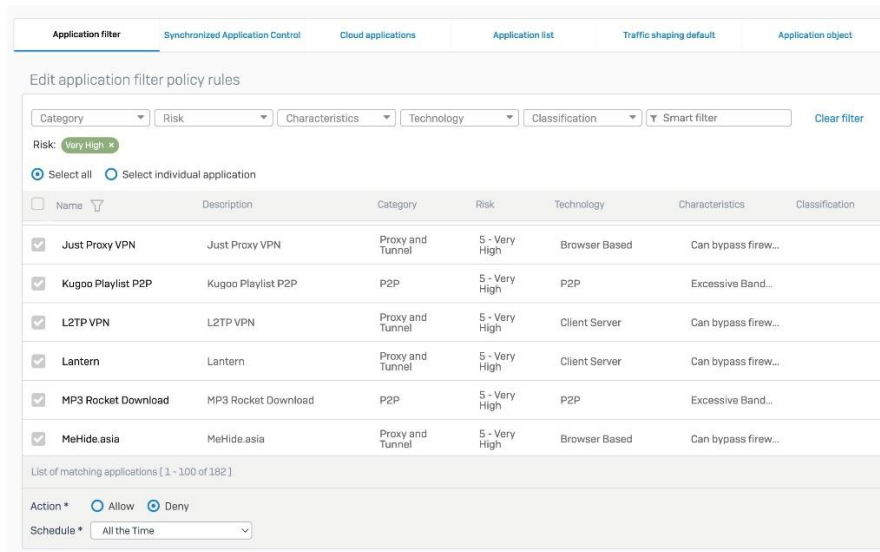 Application filter Synchronized Application Control Cloud applications Application list Traffic shaping default Application object
Edit application filter policy rules
Category Risk Characteristics Technology Classification Smart filter Clear filter
Risk: Very High ×
Select all Select individual application
Name Description Category Risk Technology Characteristics Classification
Just Proxy VPN Just Proxy VPN Proxy and Tunnel 5 - Very High Browser Based Can bypass firew...
Kugoo Playlist P2P Kugoo Playlist P2P P2P 5 - Very High P2P Excessive Band...
L2TP VPN L2TP VPN Proxy and Tunnel 5 - Very High Client Server Can bypass firew...
Lantern Lantern Proxy and Tunnel 5 - Very High Client Server Can bypass firew...
MP3 Rocket Download MP3 Rocket Download P2P 5 - Very High P2P Excessive Band...
MeHide.asia MeHide.asia Proxy and Tunnel 5 - Very High Browser Based Can bypass firew...
List of matching applications [ 1 - 100 of 182 ]
Action * Allow Deny
Schedule * All the Time